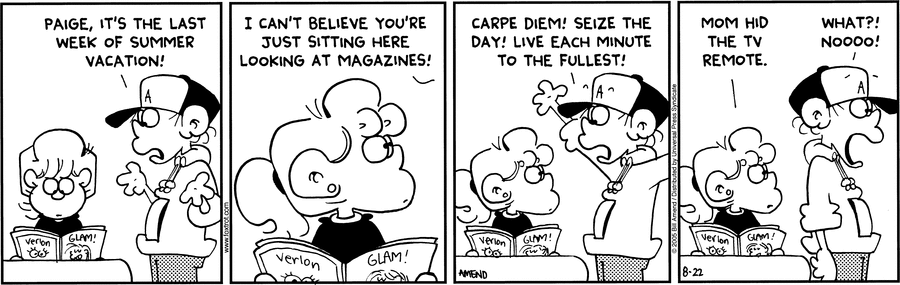 PAIGE, IT'S THE LAST
WEEK OF SUMMER
VACATION!
A
Verlon
GLAM!
I CAN'T BELIEVE YOU'RE
JUST SITTING HERE
LOOKING AT MAGAZINES!
Verlon
GLAM!
www.foxtrot.com
CARPE DIEM! SEIZE THE
DAY! LIVE EACH MINUTE
TO THE FULLEST!
A
Verlon
GLAM!
AMEND
MOM HID
THE TV
REMOTE.
WHAT?!
NOOOO!
A
Verlon
GLAM!
8-22
Bill Amend / Distributed by Universal Press Syndicate